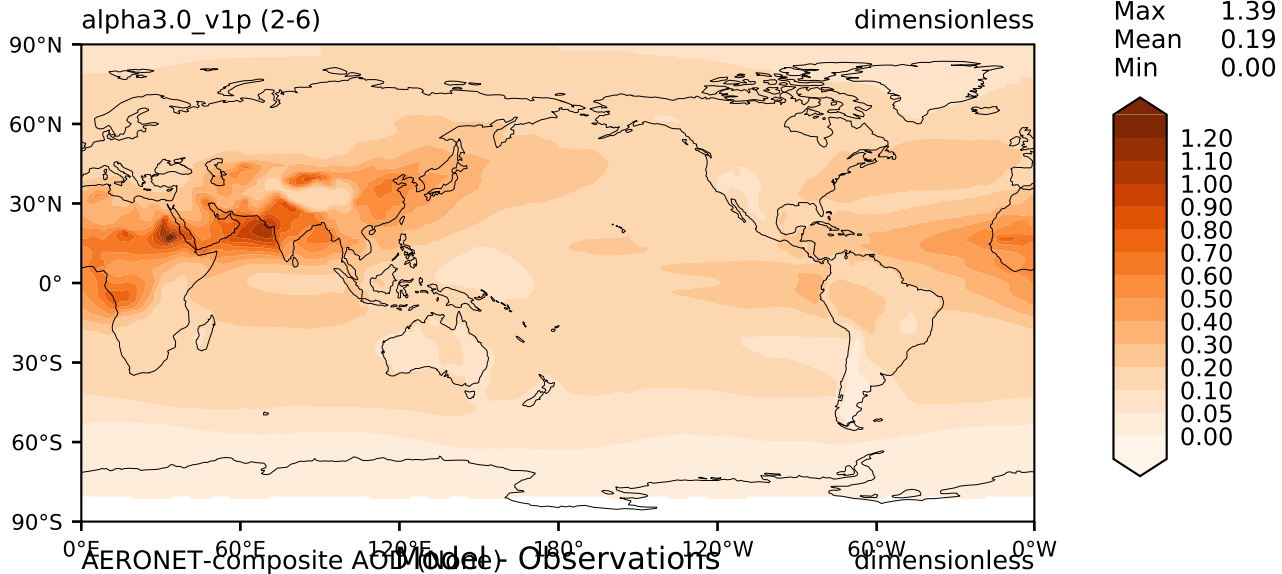 alpha3.0_v1p (2-6)
dimensionless
Max 1.39
Mean 0.19
Min 0.00
90°N
60°N
30°N
0°
30°S
60°S
90°S
0°E 60°E 120°E 180° 120°W 60°W 0°W
1.20
1.10
1.00
0.90
0.80
0.70
0.60
0.50
0.40
0.30
0.20
0.10
0.05
0.00
AERONET-composite AOD (None)
Model - Observations
dimensionless